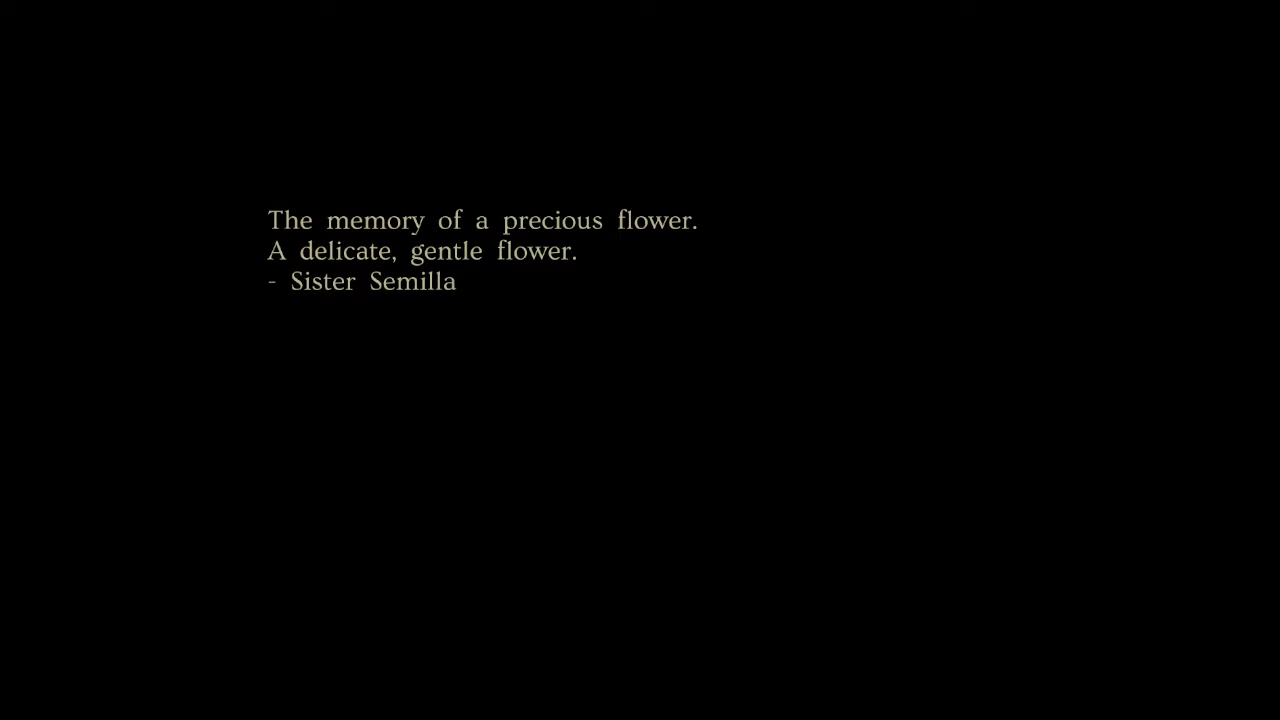 The memory of a precious flower.
A delicate, gentle flower.
- Sister Semilla